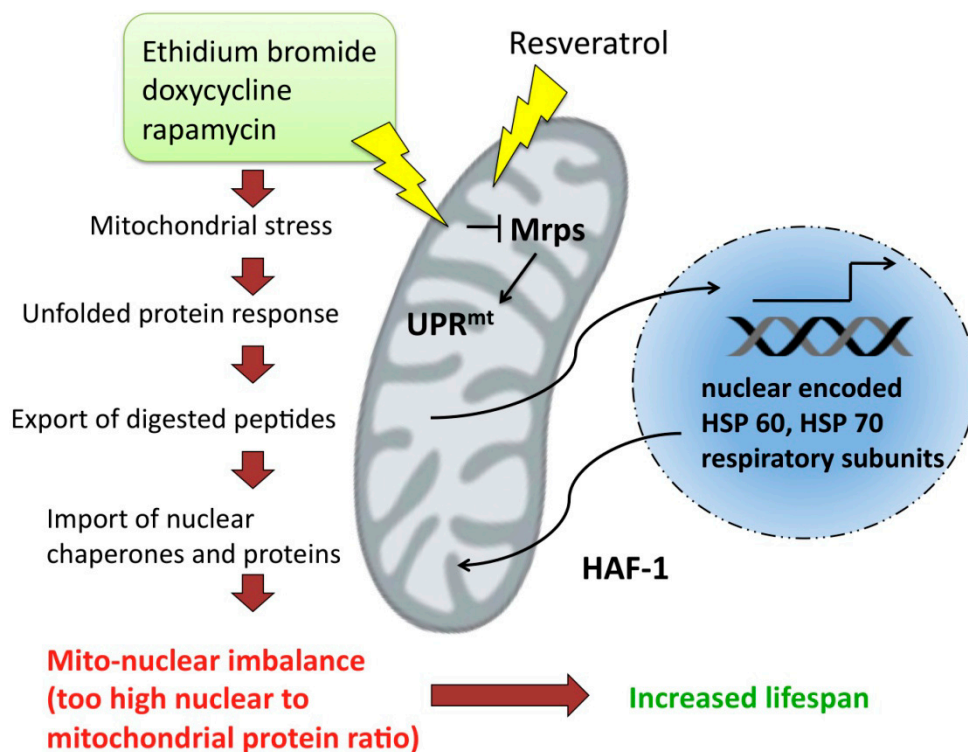 Ethidium bromide
doxycycline
rapamycin
Resveratrol
Mitochondrial stress
Unfolded protein response
Export of digested peptides
Import of nuclear
chaperones and proteins
Mito-nuclear imbalance
(too high nuclear to
mitochondrial protein ratio)
Mrps
UPRᵐᵗ
nuclear encoded
HSP 60, HSP 70
respiratory subunits
HAF-1
Increased lifespan